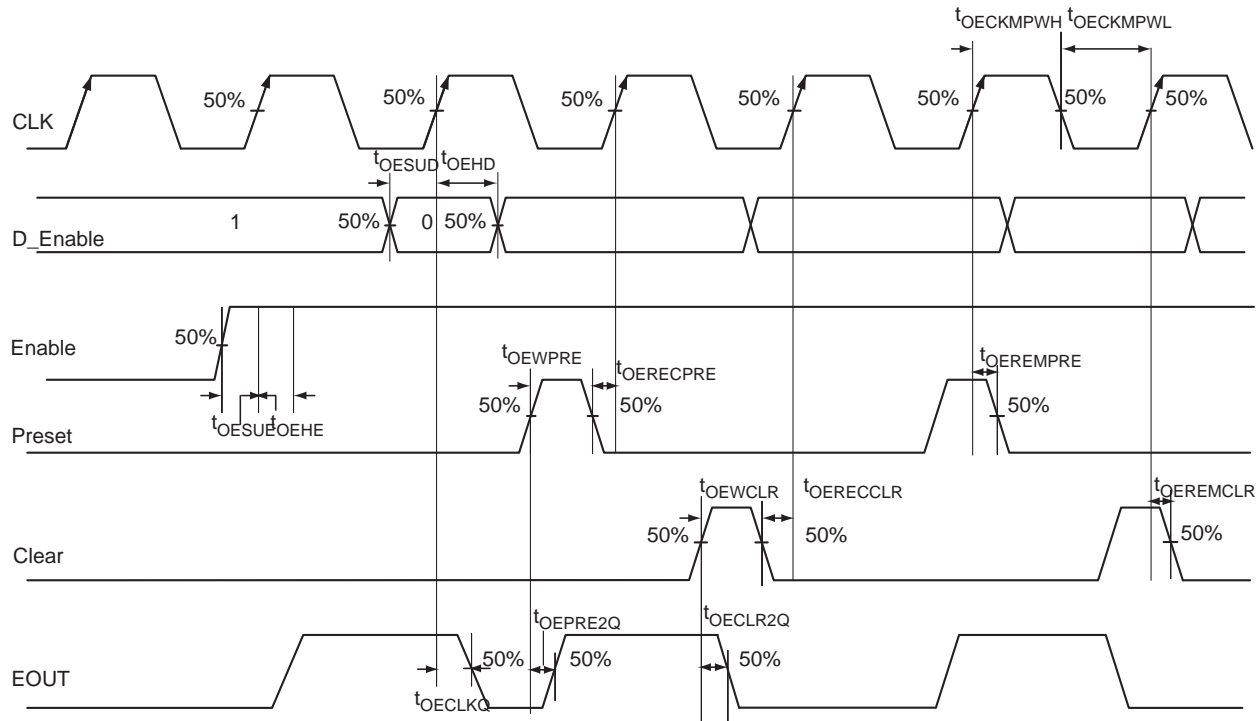 tOECKMPWH tOECKMPWL
50% 50% 50% 50% 50% 50% 50%
CLK
tOESUD tOEHD
1 50% 0 50%
D_Enable
50%
Enable
tOEWPRE tOERECPRE tOEREMPRE
50% 50% 50%
tOESUE tOEHE
Preset
tOEWCLR tOERECCLR tOEREMCLR
50% 50% 50%
Clear
tOEPRE2Q tOECLR2Q
50% 50% 50%
EOUT
tOECLKQ